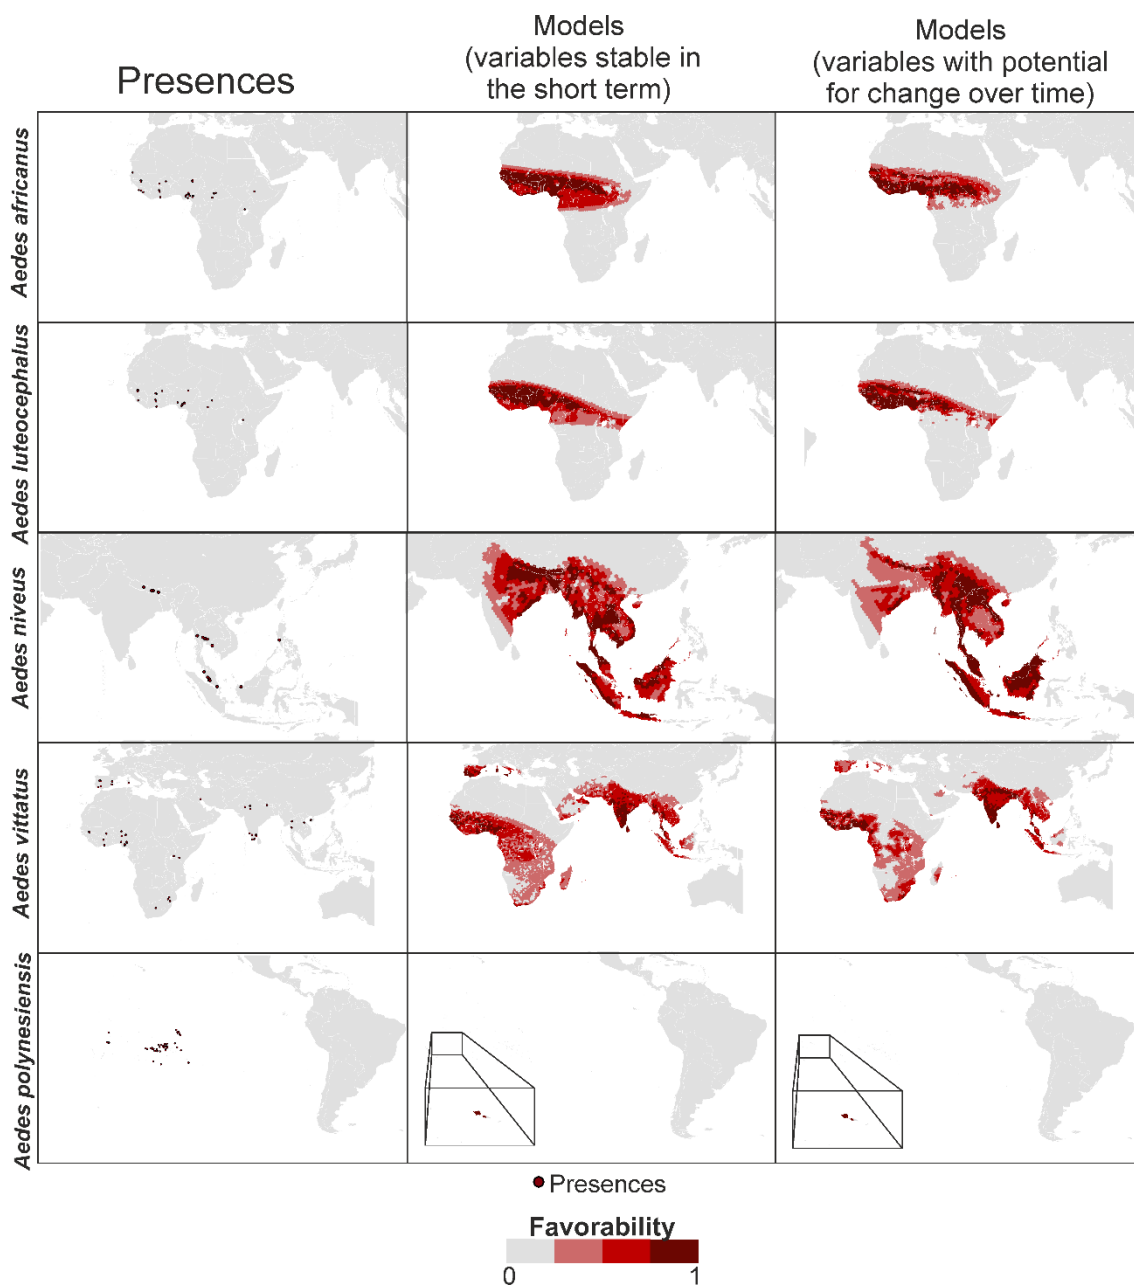 Presences
Models
(variables stable in
the short term)
Models
(variables with potential
for change over time)
Aedes africanus
Aedes luteocephalus
Aedes niveus
Aedes vittatus
Aedes polynesiensis
Presences
Favorability
0
1